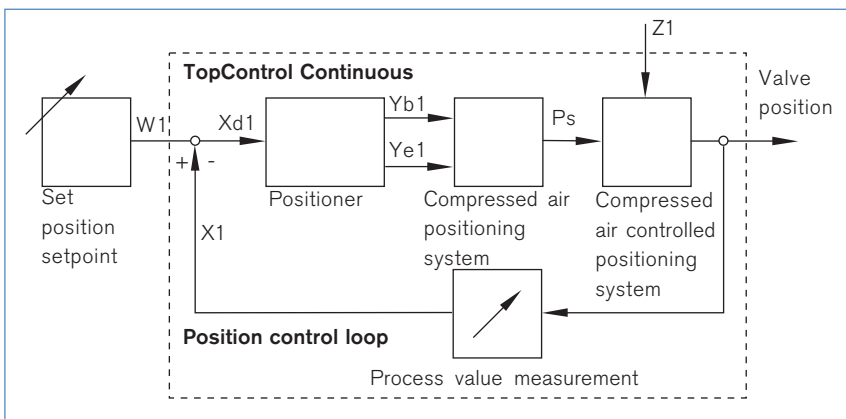 Z1
TopControl Continuous
Valve
position
W1
Xd1
Yb1
Ye1
Ps
+
-
Set
position
setpoint
Positioner
Compressed air
positioning
system
Compressed
air controlled
positioning
system
X1
Position control loop
Process value measurement